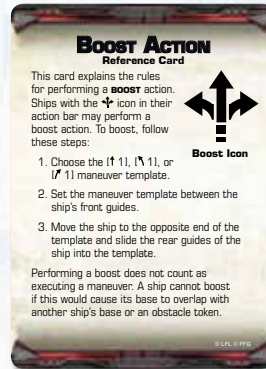 BOOST ACTION
Reference Card
This card explains the rules
for performing a BOOST action.
Ships with the icon in their
action bar may perform a
boost action. To boost, follow
these steps:
Boost Icon
1. Choose the [↑ 1], [↰ 1], or
[↱ 1] maneuver template.
2. Set the maneuver template between the
ship's front guides.
3. Move the ship to the opposite end of the
template and slide the rear guides of the
ship into the template.
Performing a boost does not count as
executing a maneuver. A ship cannot boost
if this would cause its base to overlap with
another ship's base or an obstacle token.
© LFL © FFG